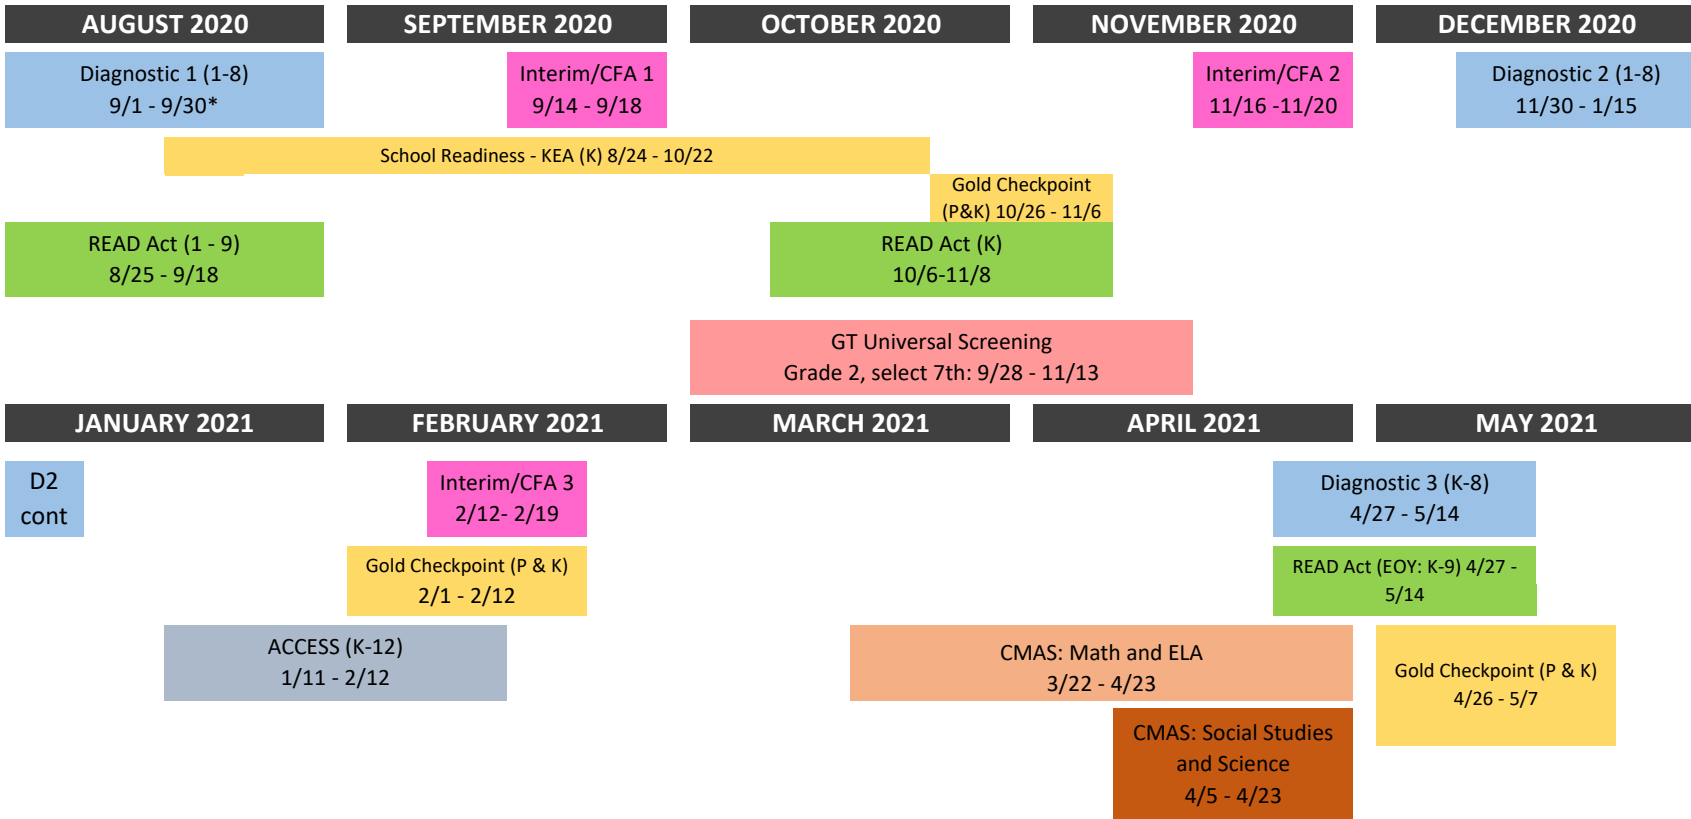 AUGUST 2020
SEPTEMBER 2020
OCTOBER 2020
NOVEMBER 2020
DECEMBER 2020
Diagnostic 1 (1-8)
9/1 - 9/30*
Interim/CFA 1
9/14 - 9/18
Interim/CFA 2
11/16 -11/20
Diagnostic 2 (1-8)
11/30 - 1/15
School Readiness - KEA (K) 8/24 - 10/22
Gold Checkpoint
(P&K) 10/26 - 11/6
READ Act (1 - 9)
8/25 - 9/18
READ Act (K)
10/6-11/8
GT Universal Screening
Grade 2, select 7th: 9/28 - 11/13
JANUARY 2021
FEBRUARY 2021
MARCH 2021
APRIL 2021
MAY 2021
D2
cont
Interim/CFA 3
2/12- 2/19
Diagnostic 3 (K-8)
4/27 - 5/14
Gold Checkpoint (P & K)
2/1 - 2/12
READ Act (EOY: K-9) 4/27 -
5/14
ACCESS (K-12)
1/11 - 2/12
CMAS: Math and ELA
3/22 - 4/23
Gold Checkpoint (P & K)
4/26 - 5/7
CMAS: Social Studies
and Science
4/5 - 4/23